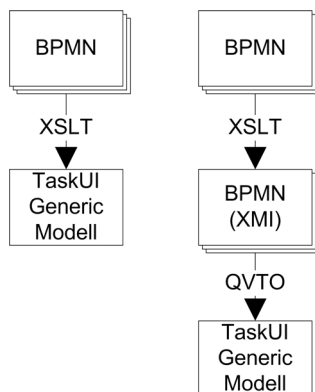 BPMN
XSLT
TaskUI
Generic
Modell
BPMN
XSLT
BPMN
(XMI)
QVTO
TaskUI
Generic
Modell